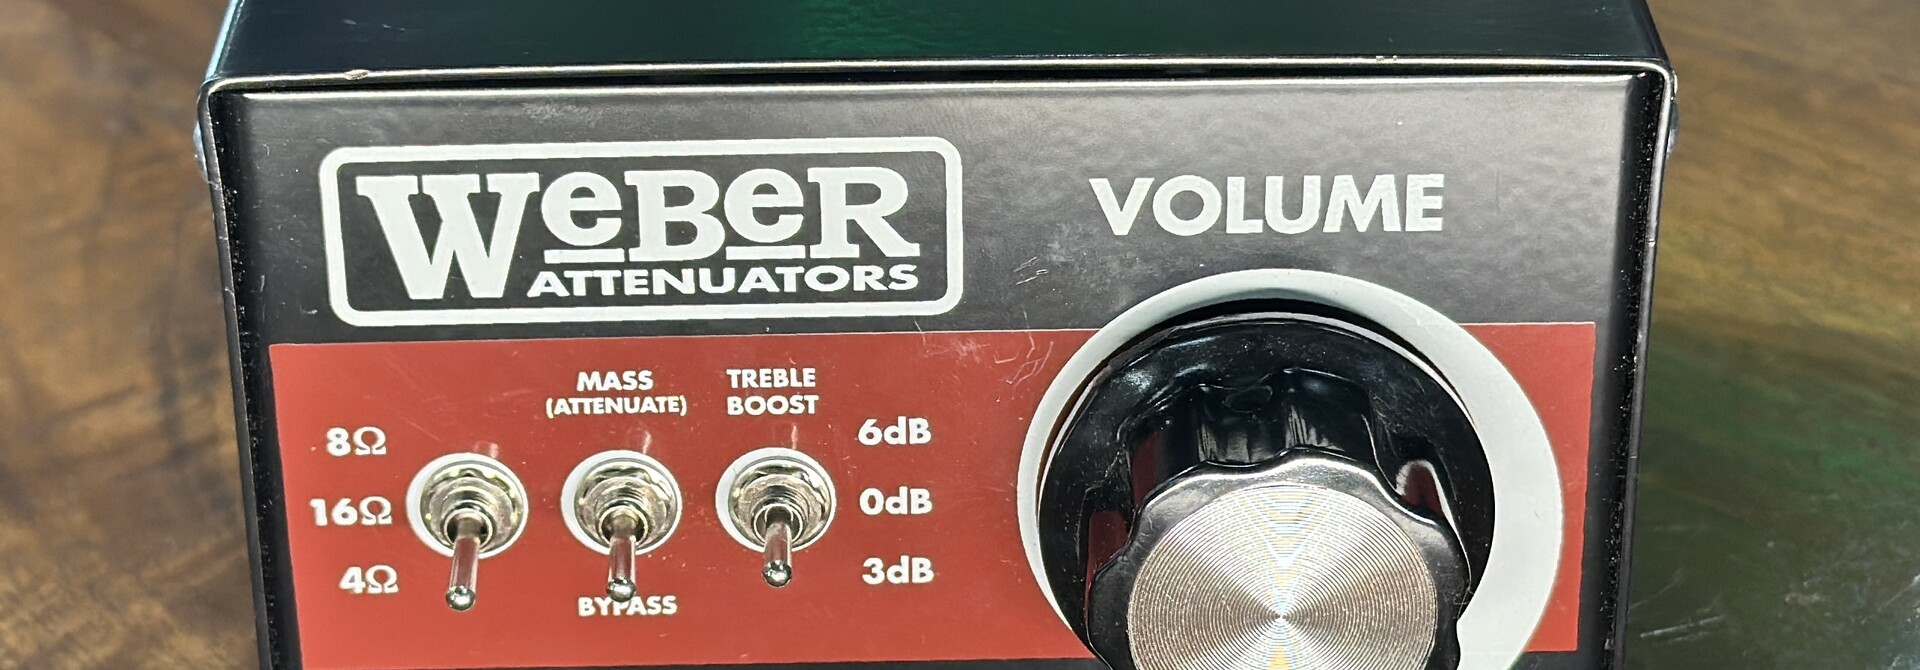 WeBeR
ATTENUATORS
VOLUME
MASS
(ATTENUATE)
TREBLE
BOOST
8Ω
16Ω
4Ω
6dB
0dB
3dB
BYPASS